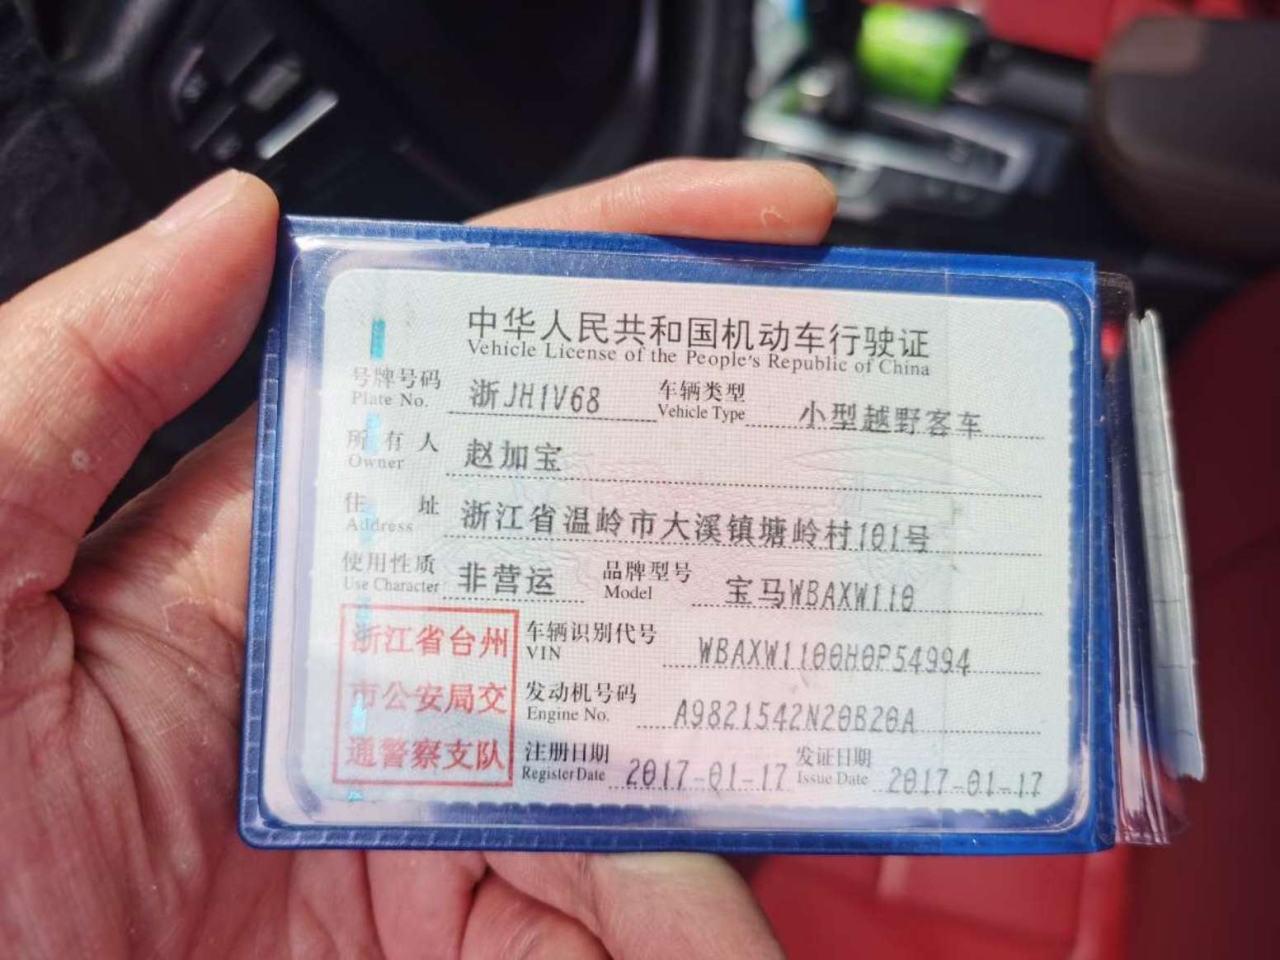 中华人民共和国机动车行驶证
Vehicle License of the People's Republic of China
号牌号码 浙JH1V68 车辆类型 小型越野客车
Plate No. Vehicle Type
所有人 赵加宝
Owner
住址 浙江省温岭市大溪镇塘岭村101号
Address
使用性质 非营运 品牌型号 宝马WBAXW110
Use Character Model
浙江省台州
市公安局交
通警察支队
车辆识别代号 WBAXW1100H0P54994
VIN
发动机号码 A9821542N20B20A
Engine No.
注册日期 2017-01-17 发证日期 2017-01-17
Register Date Issue Date